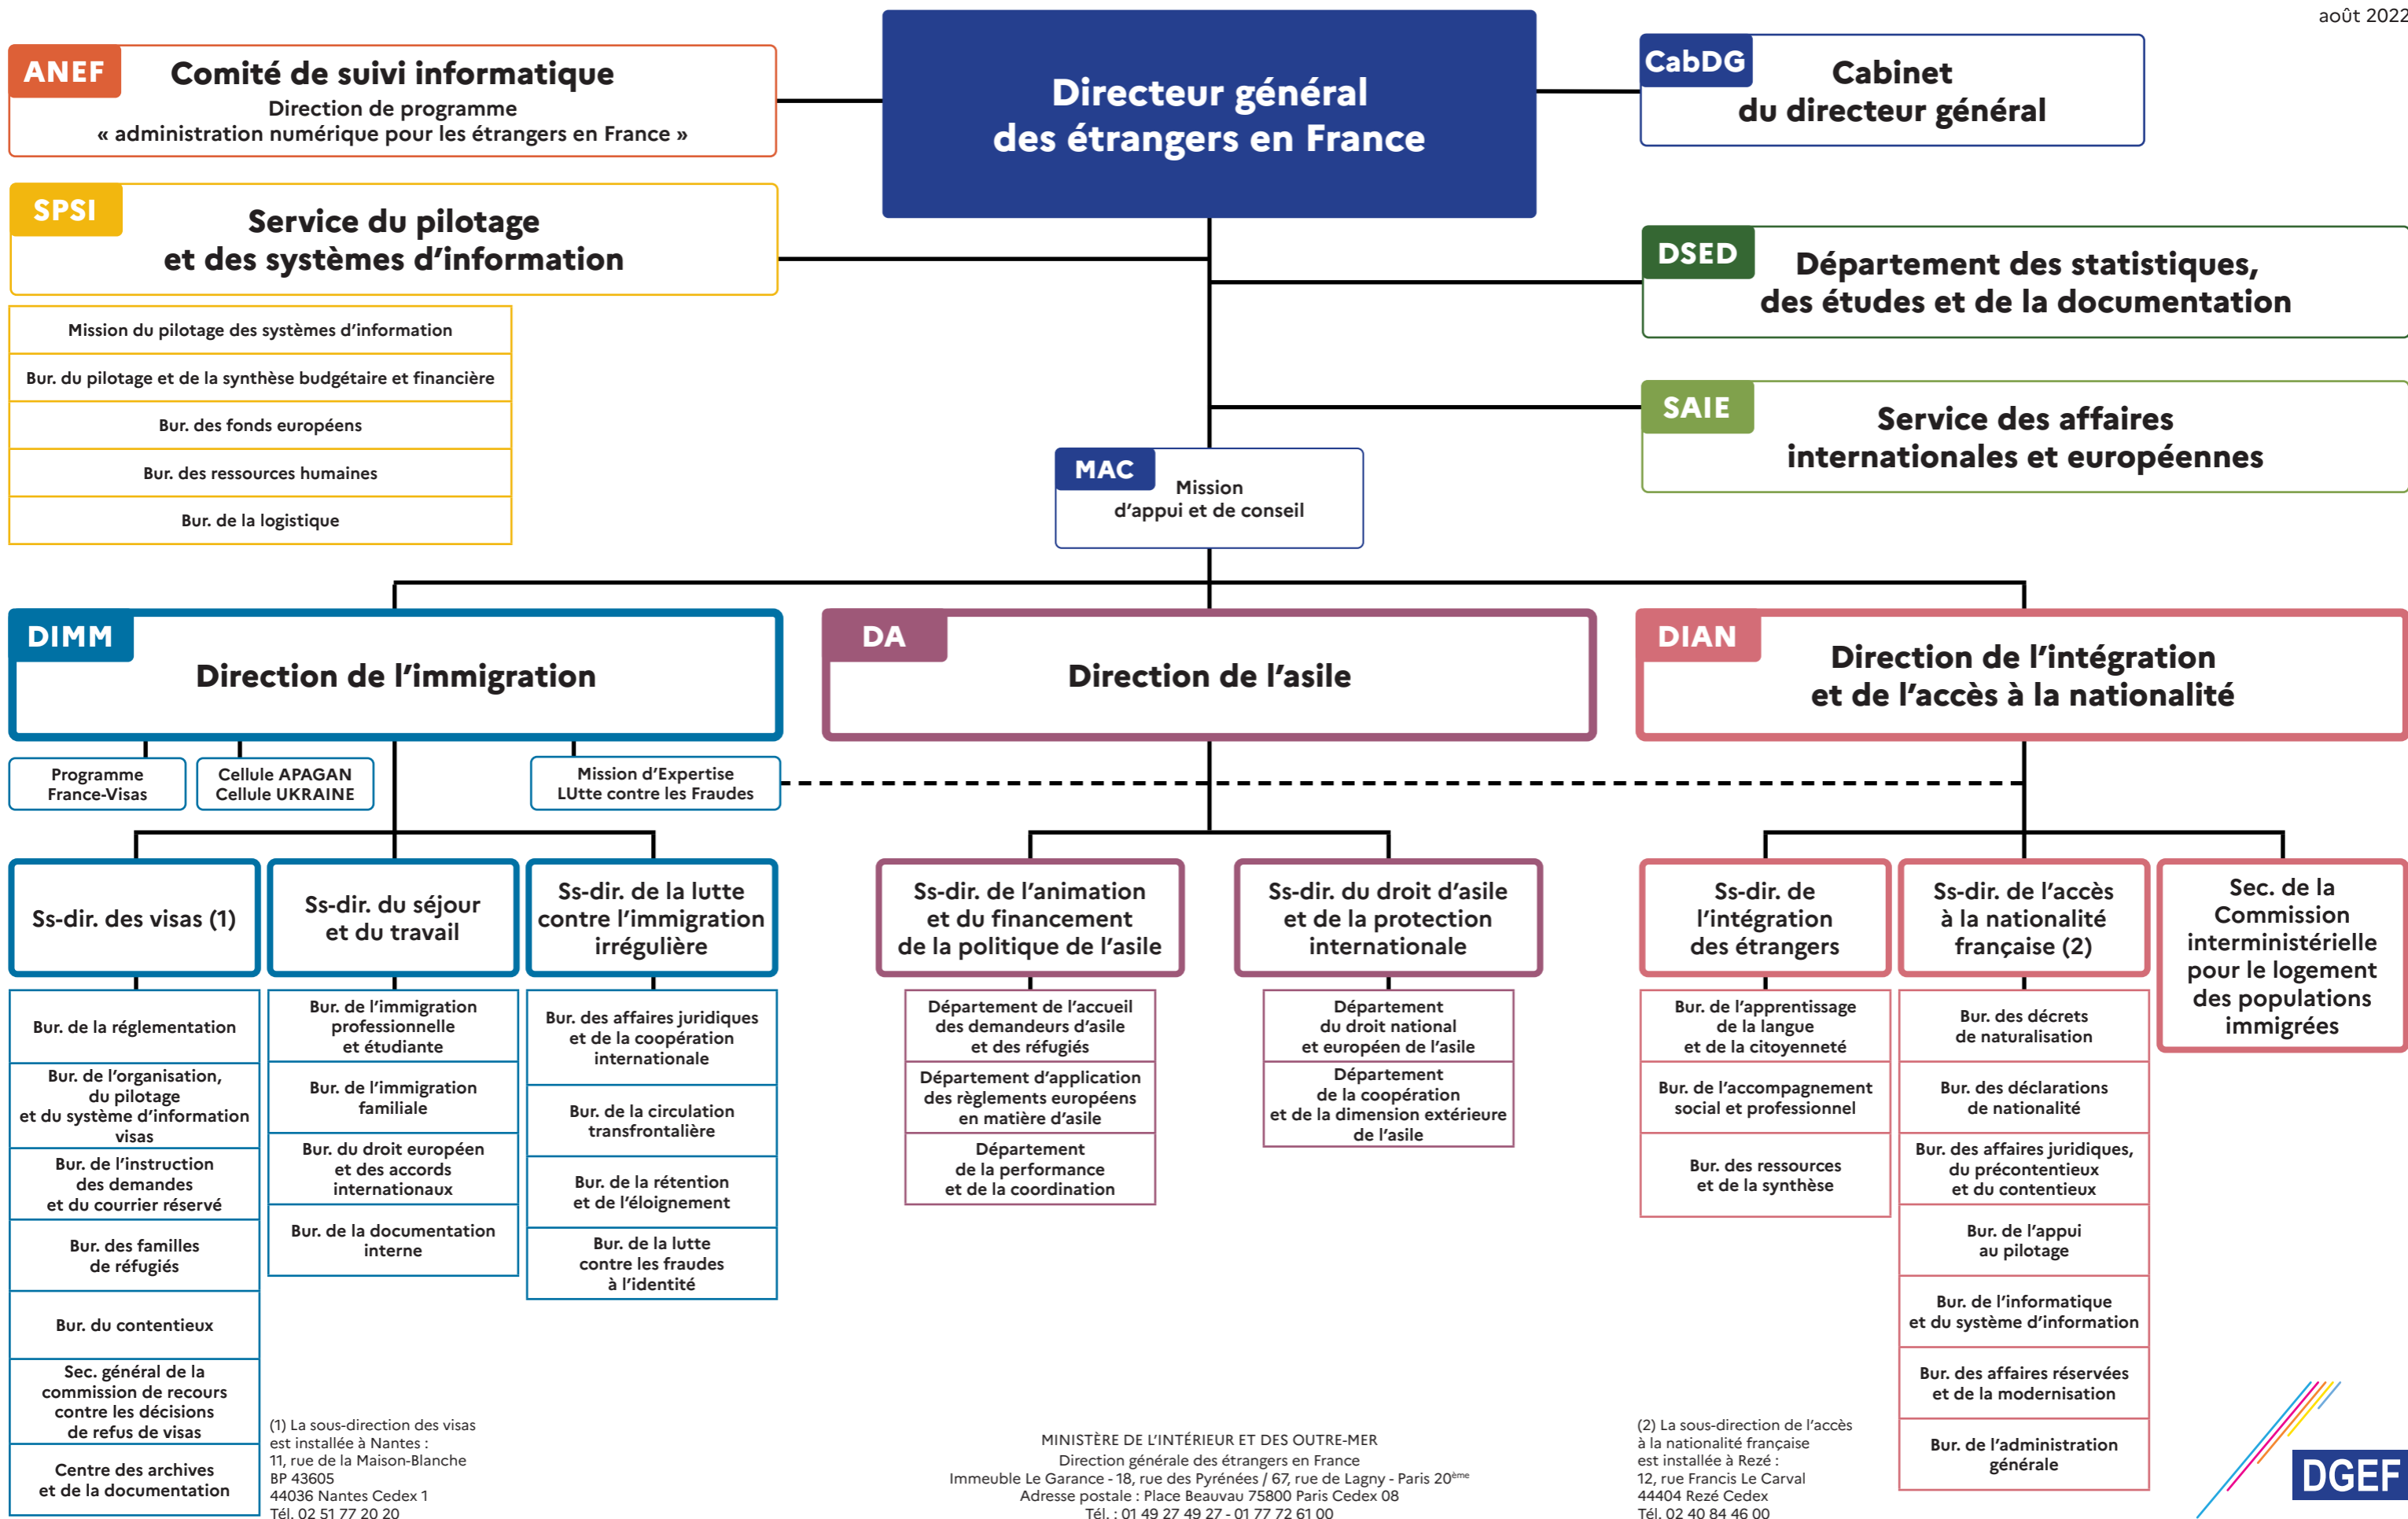 août 2022
ANEF
Comité de suivi informatique
Direction de programme
« administration numérique pour les étrangers en France »
Directeur général
des étrangers en France
CabDG
Cabinet
du directeur général
SPSI
Service du pilotage
et des systèmes d'information
Mission du pilotage des systèmes d'information
Bur. du pilotage et de la synthèse budgétaire et financière
Bur. des fonds européens
Bur. des ressources humaines
Bur. de la logistique
DSED
Département des statistiques,
des études et de la documentation
SAIE
Service des affaires
internationales et européennes
MAC
Mission
d'appui et de conseil
DIMM
Direction de l'immigration
DA
Direction de l'asile
DIAN
Direction de l'intégration
et de l'accès à la nationalité
Programme
France-Visas
Cellule APAGAN
Cellule UKRAINE
Mission d'Expertise
LUtte contre les Fraudes
Ss-dir. des visas (1)
Bur. de la réglementation
Bur. de l'organisation,
du pilotage
et du système d'information
visas
Bur. de l'instruction
des demandes
et du courrier réservé
Bur. des familles
de réfugiés
Bur. du contentieux
Sec. général de la
commission de recours
contre les décisions
de refus de visas
Centre des archives
et de la documentation
Ss-dir. du séjour
et du travail
Bur. de l'immigration
professionnelle
et étudiante
Bur. de l'immigration
familiale
Bur. du droit européen
et des accords
internationaux
Bur. de la documentation
interne
Ss-dir. de la lutte
contre l'immigration
irrégulière
Bur. des affaires juridiques
et de la coopération
internationale
Bur. de la circulation
transfrontalière
Bur. de la rétention
et de l'éloignement
Bur. de la lutte
contre les fraudes
à l'identité
Ss-dir. de l'animation
et du financement
de la politique de l'asile
Département de l'accueil
des demandeurs d'asile
et des réfugiés
Département d'application
des règlements européens
en matière d'asile
Département
de la performance
et de la coordination
Ss-dir. du droit d'asile
et de la protection
internationale
Département
du droit national
et européen de l'asile
Département
de la coopération
et de la dimension extérieure
de l'asile
Ss-dir. de
l'intégration
des étrangers
Bur. de l'apprentissage
de la langue
et de la citoyenneté
Bur. de l'accompagnement
social et professionnel
Bur. des ressources
et de la synthèse
Ss-dir. de l'accès
à la nationalité
française (2)
Bur. des décrets
de naturalisation
Bur. des déclarations
de nationalité
Bur. des affaires juridiques,
du précontentieux
et du contentieux
Bur. de l'appui
au pilotage
Bur. de l'informatique
et du système d'information
Bur. des affaires réservées
et de la modernisation
Bur. de l'administration
générale
Sec. de la
Commission
interministérielle
pour le logement
des populations
immigrées
(1) La sous-direction des visas
est installée à Nantes :
11, rue de la Maison-Blanche
BP 43605
44036 Nantes Cedex 1
Tél. 02 51 77 20 20
MINISTÈRE DE L'INTÉRIEUR ET DES OUTRE-MER
Direction générale des étrangers en France
Immeuble Le Garance - 18, rue des Pyrénées / 67, rue de Lagny - Paris 20ème
Adresse postale : Place Beauvau 75800 Paris Cedex 08
Tél. : 01 49 27 49 27 - 01 77 72 61 00
(2) La sous-direction de l'accès
à la nationalité française
est installée à Rezé :
12, rue Francis Le Carval
44404 Rezé Cedex
Tél. 02 40 84 46 00
DGEF